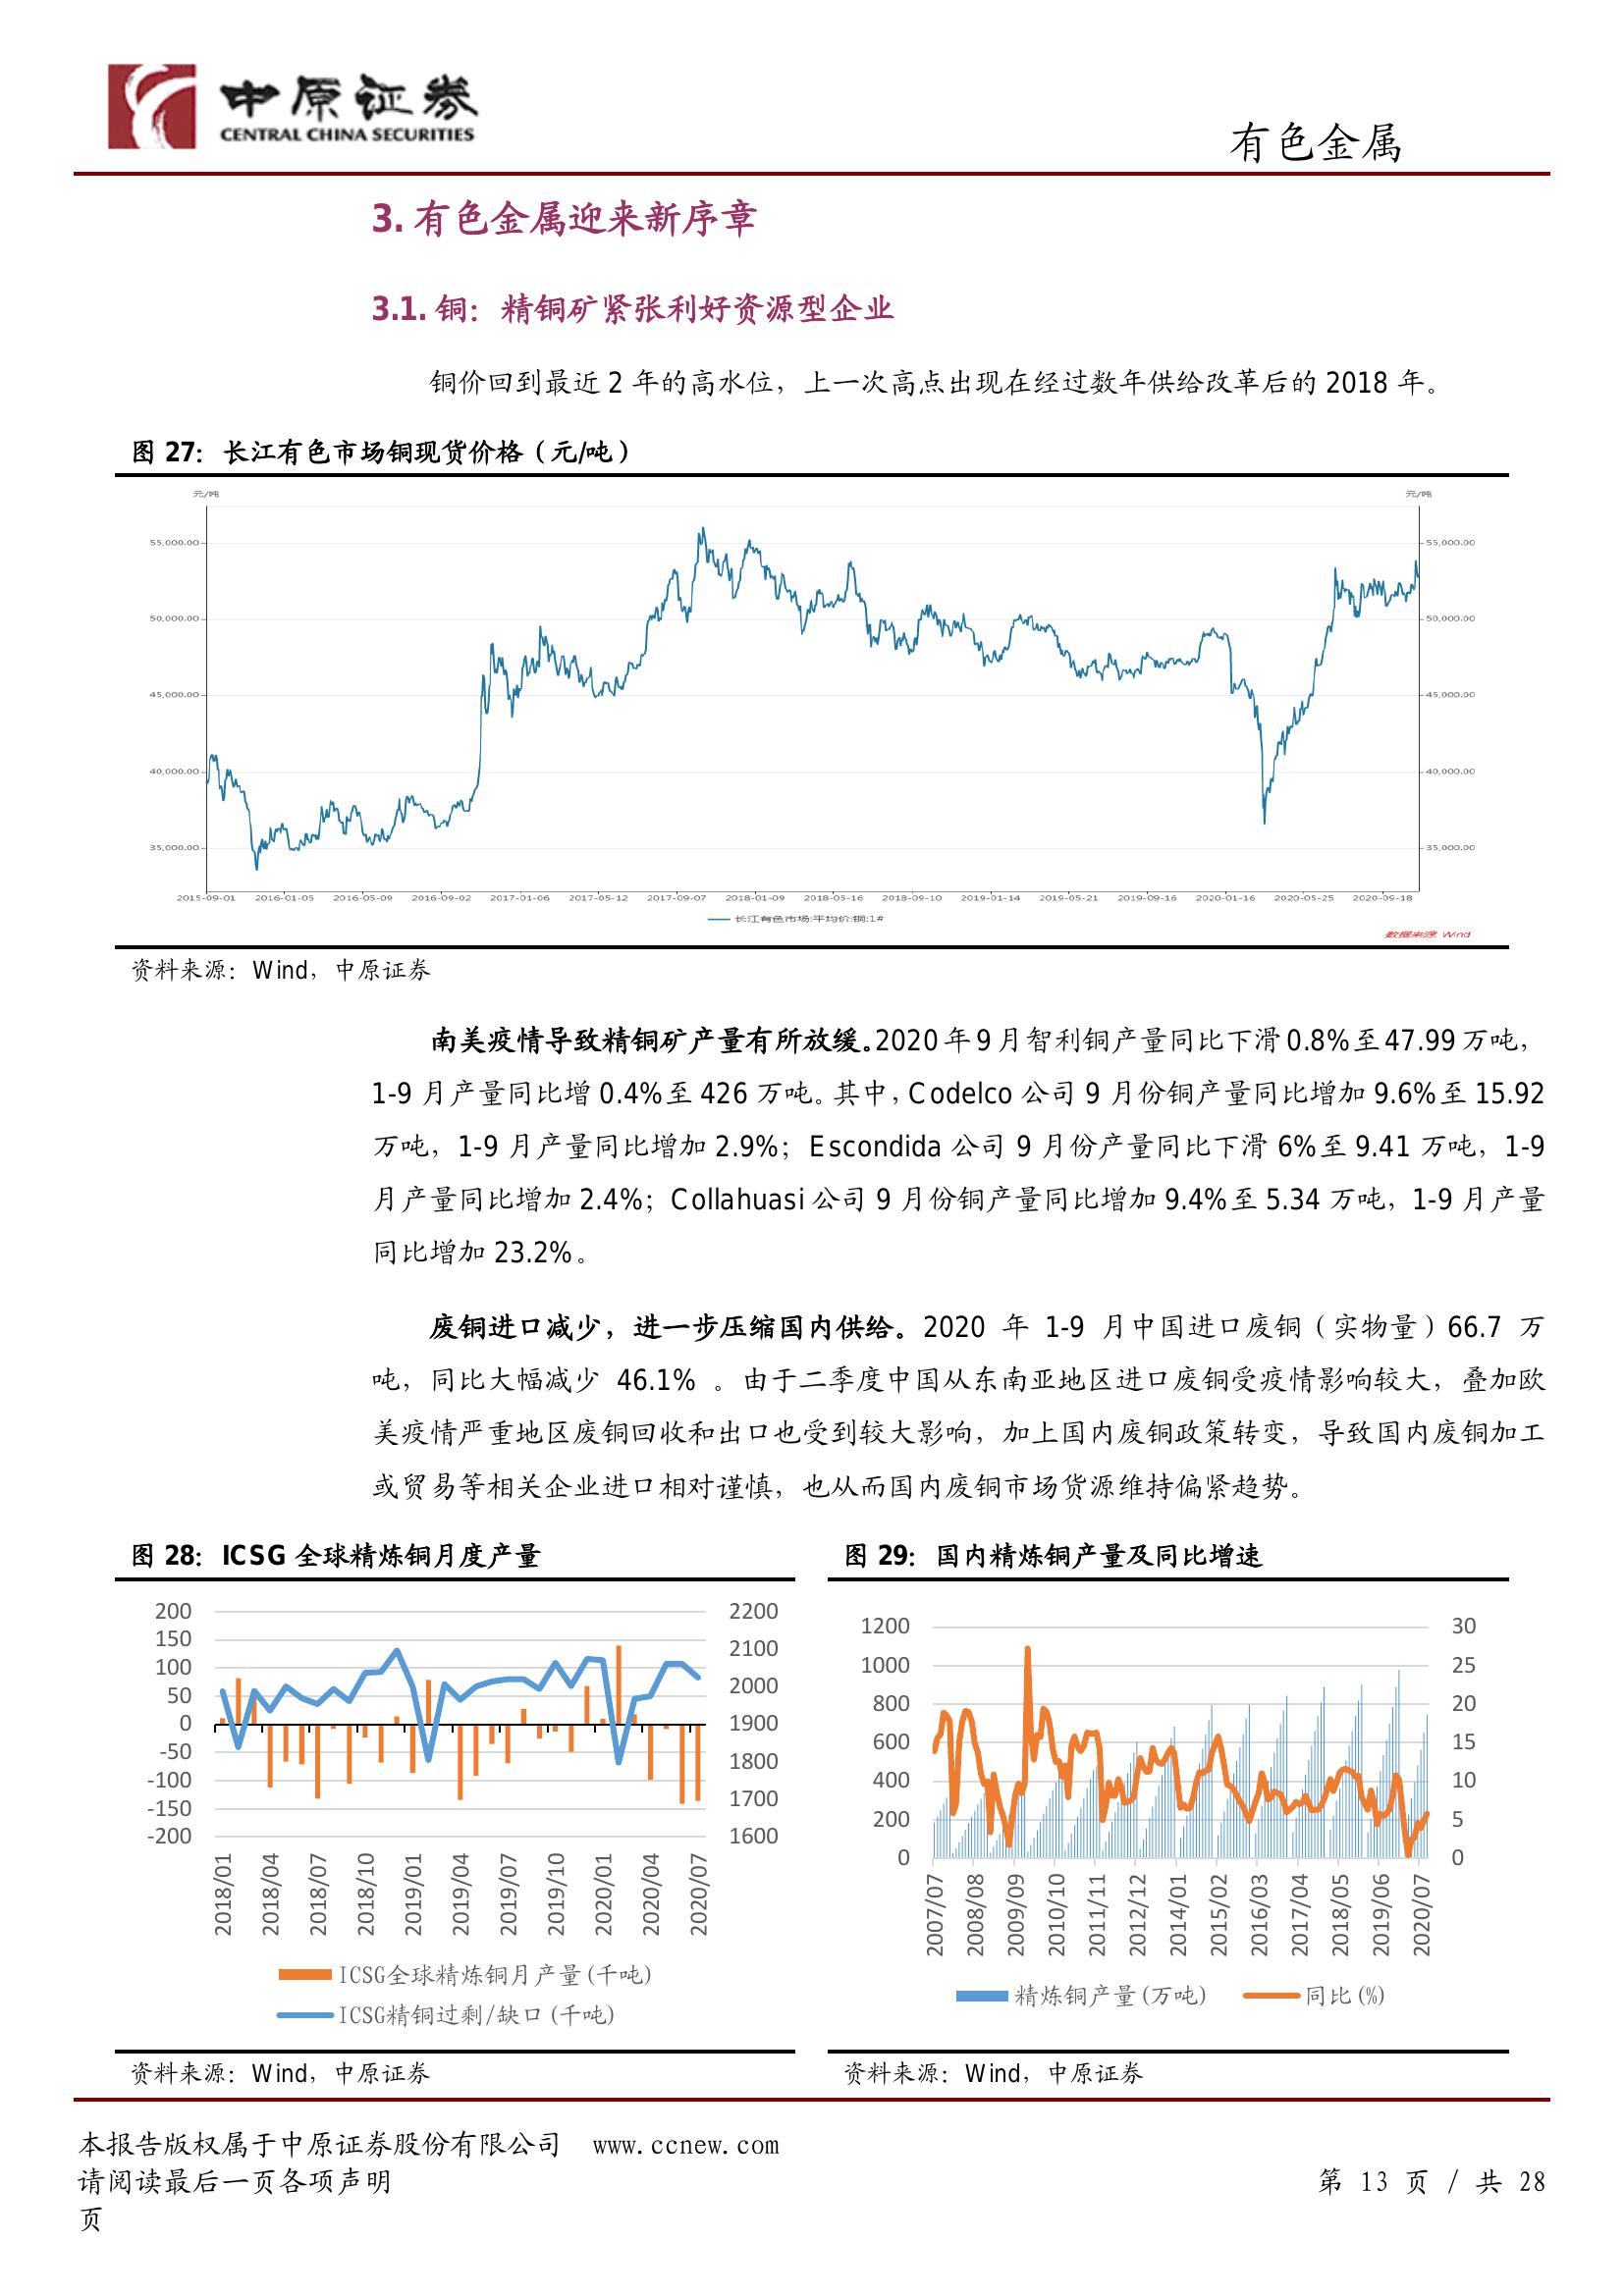 中原证券
CENTRAL CHINA SECURITIES
有色金属
3. 有色金属迎来新序章
3.1. 铜：精铜矿紧张利好资源型企业
铜价回到最近 2 年的高水位，上一次高点出现在经过数年供给改革后的 2018 年。
图 27：长江有色市场铜现货价格（元/吨）
元/吨 元/吨
55,000.00 55,000.00
50,000.00 50,000.00
45,000.00 45,000.00
40,000.00 40,000.00
35,000.00 35,000.00
2015-09-01 2016-01-05 2016-05-09 2016-09-02 2017-01-06 2017-05-12 2017-09-07 2018-01-09 2018-05-16 2018-09-10 2019-01-14 2019-05-21 2019-09-16 2020-01-16 2020-05-25 2020-09-18
长江有色市场:平均价:铜:1#
数据来源: Wind
资料来源：Wind，中原证券
南美疫情导致精铜矿产量有所放缓。2020 年 9 月智利铜产量同比下滑 0.8%至 47.99 万吨，
1-9 月产量同比增 0.4%至 426 万吨。其中，Codelco 公司 9 月份铜产量同比增加 9.6%至 15.92
万吨，1-9 月产量同比增加 2.9%；Escondida 公司 9 月份产量同比下滑 6%至 9.41 万吨，1-9
月产量同比增加 2.4%；Collahuasi 公司 9 月份铜产量同比增加 9.4%至 5.34 万吨，1-9 月产量
同比增加 23.2%。
废铜进口减少，进一步压缩国内供给。2020 年 1-9 月中国进口废铜（实物量）66.7 万
吨，同比大幅减少 46.1% 。由于二季度中国从东南亚地区进口废铜受疫情影响较大，叠加欧
美疫情严重地区废铜回收和出口也受到较大影响，加上国内废铜政策转变，导致国内废铜加工
或贸易等相关企业进口相对谨慎，也从而国内废铜市场货源维持偏紧趋势。
图 28：ICSG 全球精炼铜月度产量
200 2200
150 2100
100 2000
50 1900
0 1800
-50 1700
-100 1600
-150
-200
2018/01 2018/04 2018/07 2018/10 2019/01 2019/04 2019/07 2019/10 2020/01 2020/04 2020/07
ICSG全球精炼铜月产量(千吨)
ICSG精铜过剩/缺口(千吨)
资料来源：Wind，中原证券
图 29：国内精炼铜产量及同比增速
1200 30
1000 25
800 20
600 15
400 10
200 5
0 0
2007/07 2008/08 2009/09 2010/10 2011/11 2012/12 2014/01 2015/02 2016/03 2017/04 2018/05 2019/06 2020/07
精炼铜产量(万吨) 同比(%)
资料来源：Wind，中原证券
本报告版权属于中原证券股份有限公司 www.ccnew.com
请阅读最后一页各项声明 第 13 页 / 共 28
页